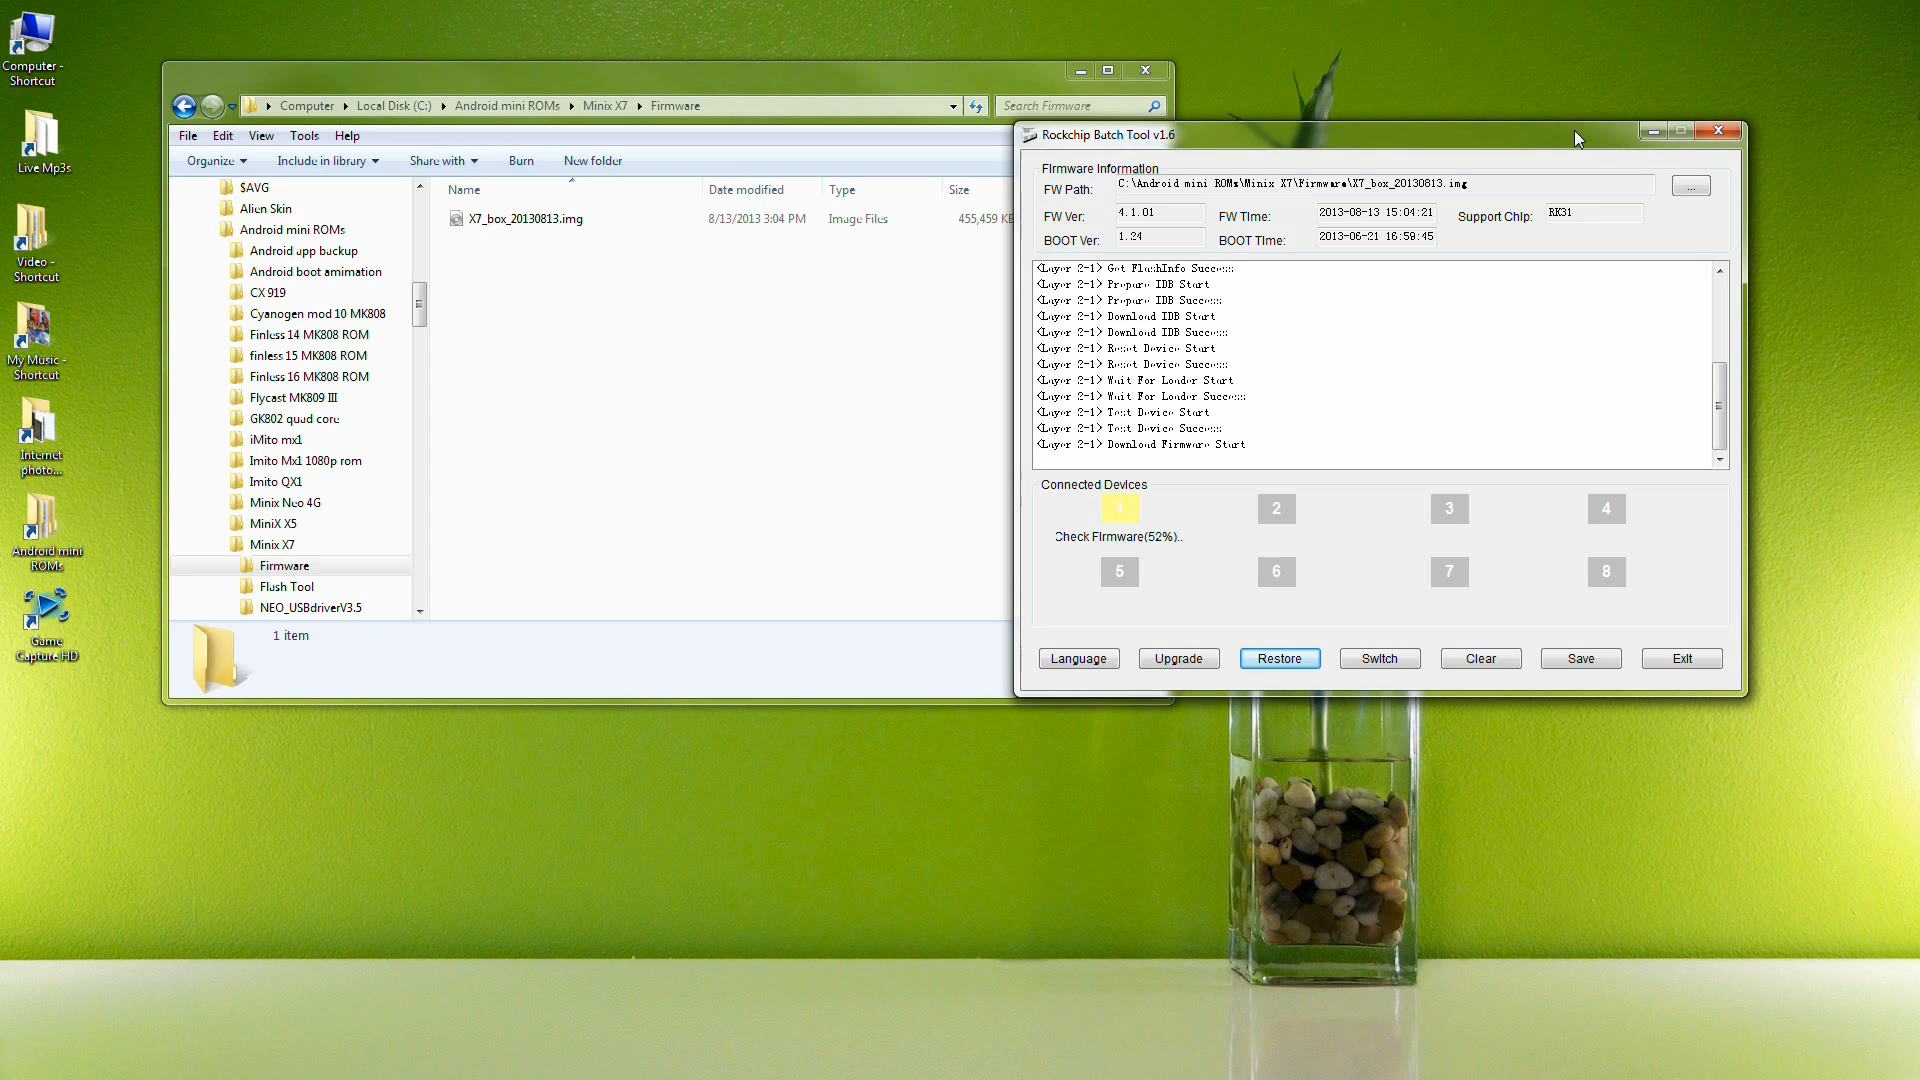 Computer -
Shortcut
Live Mp3s
Video -
Shortcut
My Music -
Shortcut
Internet
photo...
Android mini
ROMs
Game
Capture HD
Computer Local Disk (C:) Android mini ROMs Minix X7 Firmware
Search Firmware
File Edit View Tools Help
Organize Include in library Share with Burn New folder
$AVG
Alien Skin
Android mini ROMs
Android app backup
Android boot amimation
CX 919
Cyanogen mod 10 MK808
Finless 14 MK808 ROM
finless 15 MK808 ROM
Finless 16 MK808 ROM
Flycast MK809 III
GK802 quad core
iMito mx1
Imito Mx1 1080p rom
Imito QX1
Minix Neo 4G
MiniX X5
Minix X7
Firmware
Flash Tool
NEO_USBdriverV3.5
Name Date modified Type Size
X7_box_20130813.img 8/13/2013 3:04 PM Image Files 455,459 KB
1 item
Rockchip Batch Tool v1.6
Firmware Information
FW Path: C:\Android mini ROMs\Minix X7\Firmware\X7_box_20130813.img ...
FW Ver: 4.1.01 FW Time: 2013-08-13 15:04:21 Support Chip: RK31
BOOT Ver: 1.24 BOOT Time: 2013-06-21 16:59:45
<Layer 2-1> Get FlashInfo Success
<Layer 2-1> Prepare IDB Start
<Layer 2-1> Prepare IDB Success
<Layer 2-1> Download IDB Start
<Layer 2-1> Download IDB Success
<Layer 2-1> Reset Device Start
<Layer 2-1> Reset Device Success
<Layer 2-1> Wait For Loader Start
<Layer 2-1> Wait For Loader Success
<Layer 2-1> Test Device Start
<Layer 2-1> Test Device Success
<Layer 2-1> Download Firmware Start
Connected Devices
1 2 3 4
Check Firmware(52%)..
5 6 7 8
Language Upgrade Restore Switch Clear Save Exit